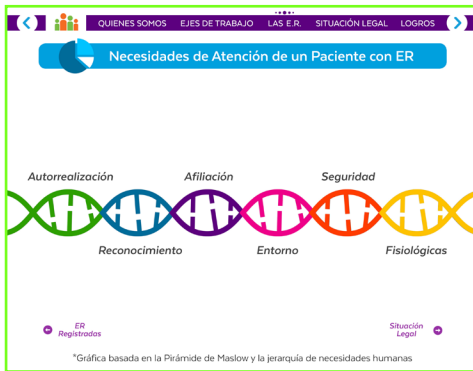 QUIENES SOMOS EJES DE TRABAJO LAS E.R. SITUACIÓN LEGAL LOGROS
Necesidades de Atención de un Paciente con ER
Autorrealización Afiliación Seguridad
Reconocimiento Entorno Fisiológicas
ER
Registradas
Situación
Legal
*Gráfica basada en la Pirámide de Maslow y la jerarquía de necesidades humanas